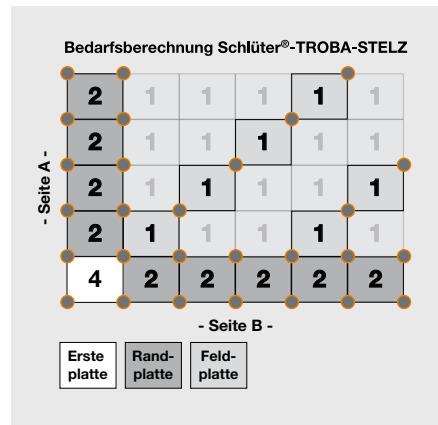 Bedarfsberechnung Schlüter®-TROBA-STELZ
2 1 1 1 1 1
2 1 1 1 1 1
- Seite A -
2 1 1 1 1 1
2 1 1 1 1 1
4 2 2 2 2 2
- Seite B -
Erste
platte
Rand-
platte
Feld-
platte